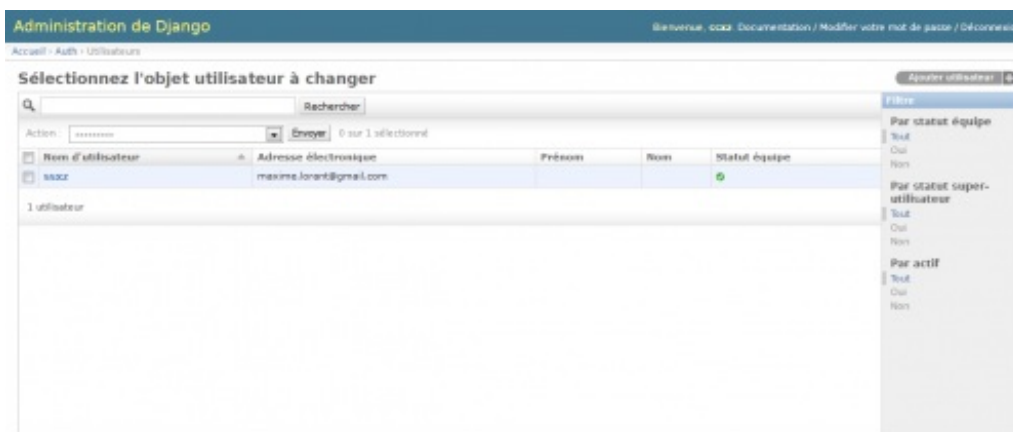 Administration de Django
Bienvenue, Documentation / Modifier votre mot de passe / Déconnexi
Accueil › Auth › Utilisateurs
Sélectionnez l'objet utilisateur à changer
Ajouter utilisateur
Rechercher
Action : ---------
Envoyer 0 sur 1 sélectionné
Nom d'utilisateur Adresse électronique Prénom Nom Statut équipe
maxime.lorant@gmail.com
1 utilisateur
Filtre
Par statut équipe
Tout
Oui
Non
Par statut super-
utilisateur
Tout
Oui
Non
Par actif
Tout
Oui
Non